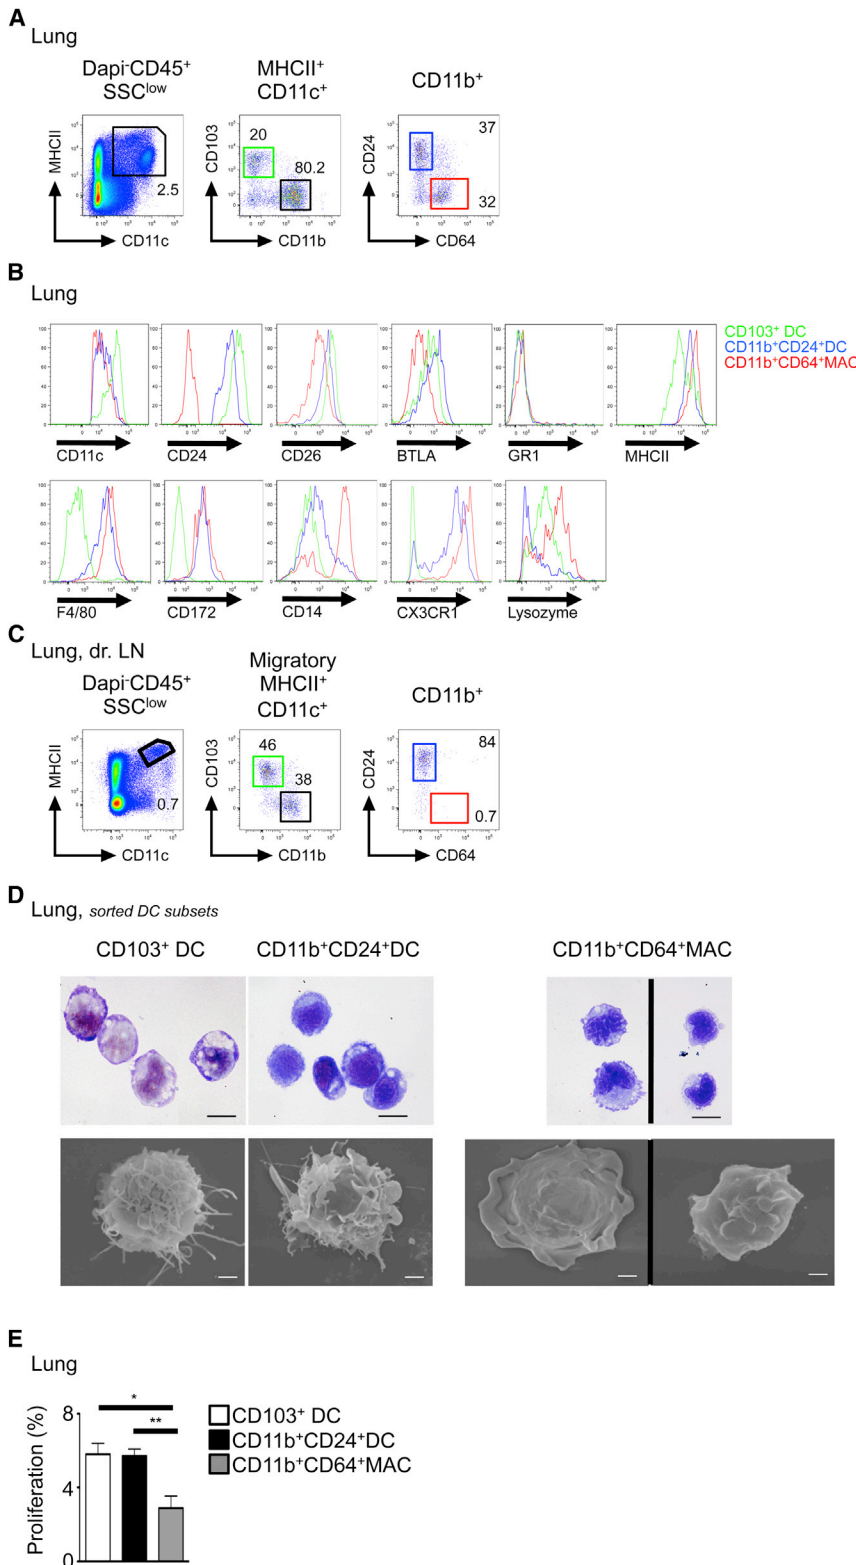 A
Lung
Dapi-CD45+
SSClow
MHCII+
CD11c+
CD11b+
MHCII
2.5
CD11c
CD103
20
80.2
CD11b
CD24
37
32
CD64
B
Lung
CD103+ DC
CD11b+CD24+DC
CD11b+CD64+MAC
CD11c
CD24
CD26
BTLA
GR1
MHCII
F4/80
CD172
CD14
CX3CR1
Lysozyme
C
Lung, dr. LN
Dapi-CD45+
SSClow
Migratory
MHCII+
CD11c+
CD11b+
MHCII
0.7
CD11c
CD103
46
38
CD11b
CD24
84
0.7
CD64
D
Lung, sorted DC subsets
CD103+ DC
CD11b+CD24+DC
CD11b+CD64+MAC
E
Lung
Proliferation (%)
8
4
0
*
**
CD103+ DC
CD11b+CD24+DC
CD11b+CD64+MAC